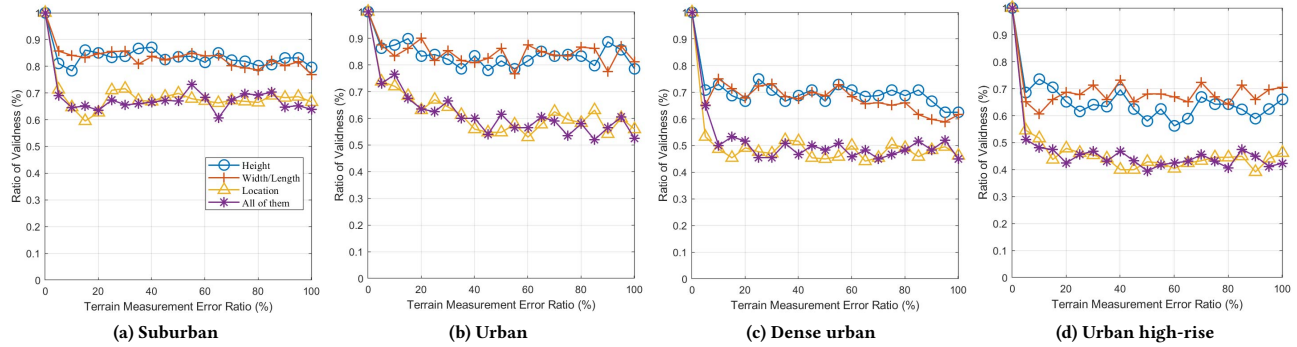 1
0.9
0.8
0.7
0.6
0.5
0.4
0.3
0.2
0.1
0
Ratio of Validness (%)
Height
Width/Length
Location
All of them
0 20 40 60 80 100
Terrain Measurement Error Ratio (%)
(a) Suburban
1
0.9
0.8
0.7
0.6
0.5
0.4
0.3
0.2
0.1
0
Ratio of Validness (%)
0 20 40 60 80 100
Terrain Measurement Error Ratio (%)
(b) Urban
1
0.9
0.8
0.7
0.6
0.5
0.4
0.3
0.2
0.1
0
Ratio of Validness (%)
0 20 40 60 80 100
Terrain Measurement Error Ratio (%)
(c) Dense urban
1
0.9
0.8
0.7
0.6
0.5
0.4
0.3
0.2
0.1
0
Ratio of Validness (%)
0 20 40 60 80 100
Terrain Measurement Error Ratio (%)
(d) Urban high-rise